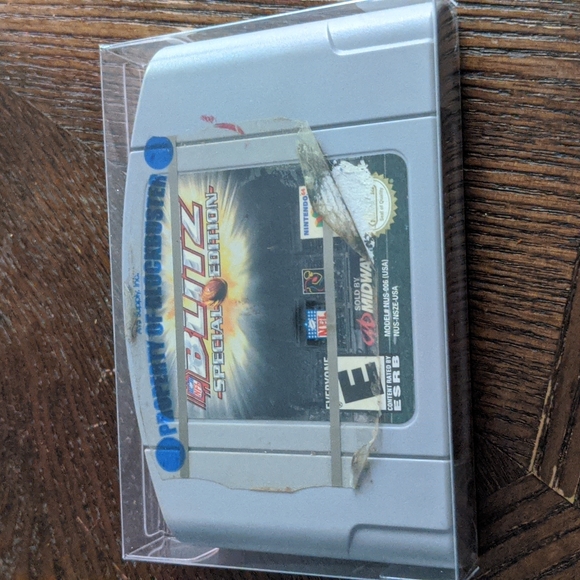 PROPERTY OF BLOCKBUSTER
NFL
BLITZ
-SPECIAL EDITION-
NINTENDO 64
NFL
EVERYONE
E
CONTENT RATED BY
ESRB
SOLD BY
MIDWAY
MODEL# NUS-006 (USA)
NUS-NSZE-USA